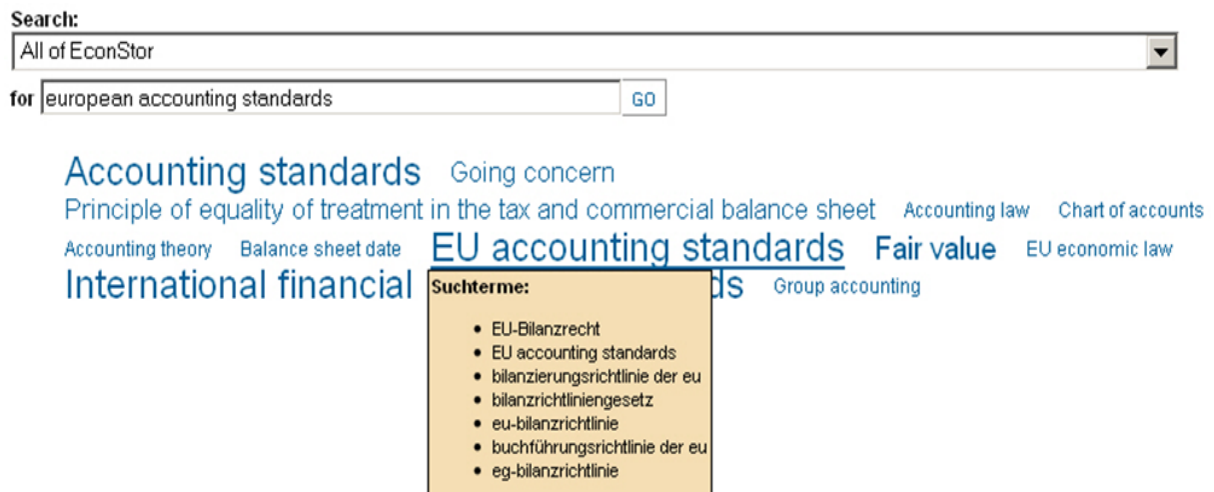 Search:
All of EconStor
for european accounting standards GO
Accounting standards Going concern
Principle of equality of treatment in the tax and commercial balance sheet Accounting law Chart of accounts
Accounting theory Balance sheet date EU accounting standards Fair value EU economic law
International financial ds Group accounting
Suchterme:
• EU-Bilanzrecht
• EU accounting standards
• bilanzierungsrichtlinie der eu
• bilanzrichtliniengesetz
• eu-bilanzrichtlinie
• buchführungsrichtlinie der eu
• eg-bilanzrichtlinie